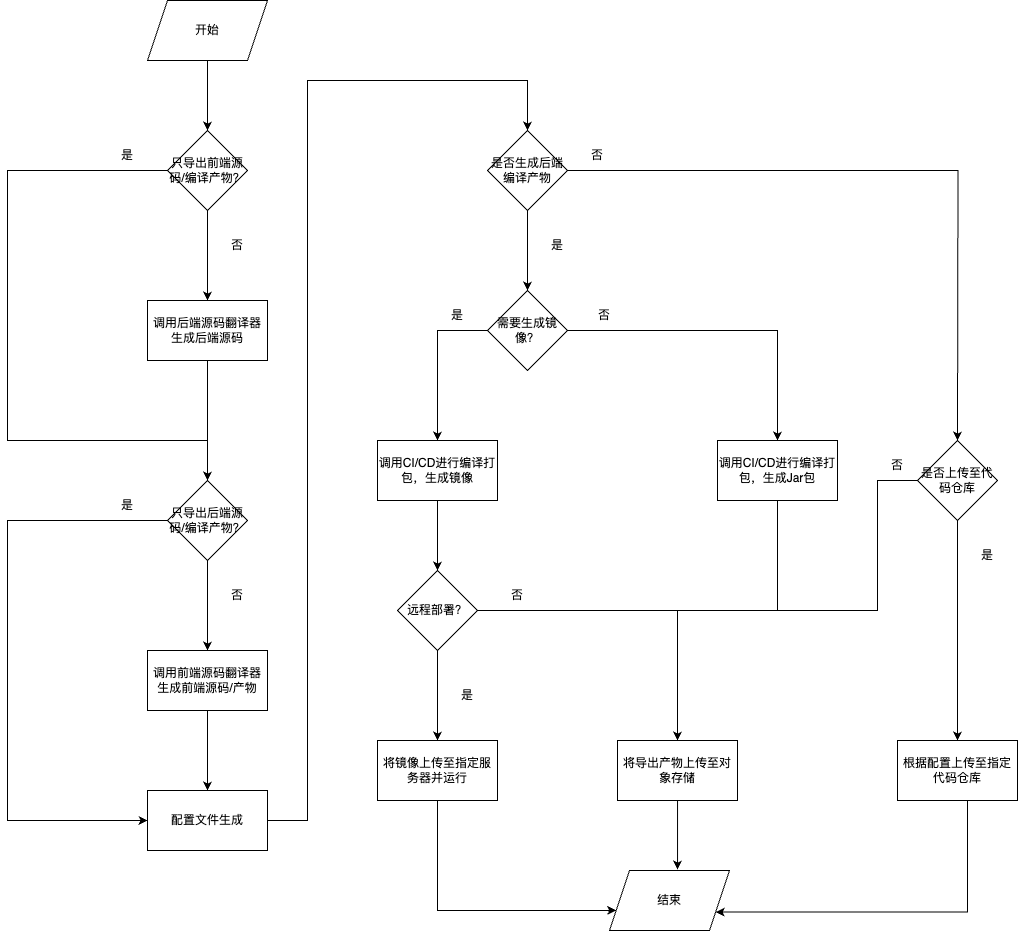 开始
是
只导出前端源
码/编译产物?
否
调用后端源码翻译器
生成后端源码
是
只导出后端源
码/编译产物?
否
调用前端源码翻译器
生成前端源码/产物
配置文件生成
是否生成后端
编译产物
否
是
是
需要生成镜
像?
否
调用CI/CD进行编译打
包，生成镜像
调用CI/CD进行编译打
包，生成Jar包
否
是否上传至代
码仓库
是
远程部署?
否
是
将镜像上传至指定服
务器并运行
将导出产物上传至对
象存储
根据配置上传至指定
代码仓库
结束